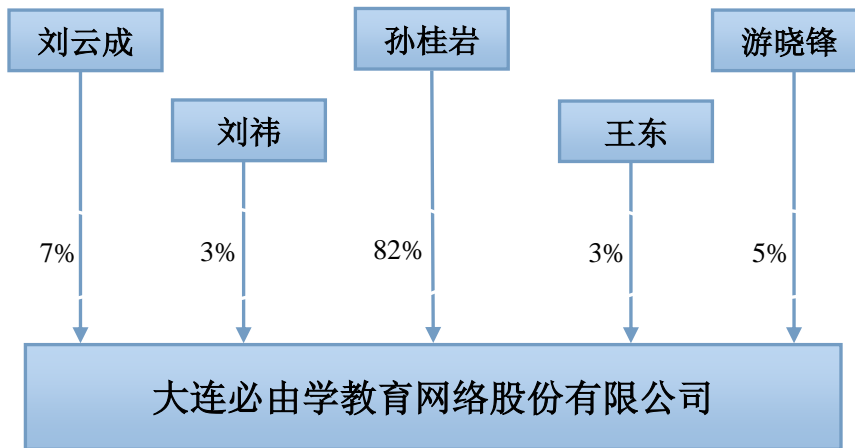 刘云成
孙桂岩
游晓锋
刘祎
王东
7%
3%
82%
3%
5%
大连必由学教育网络股份有限公司